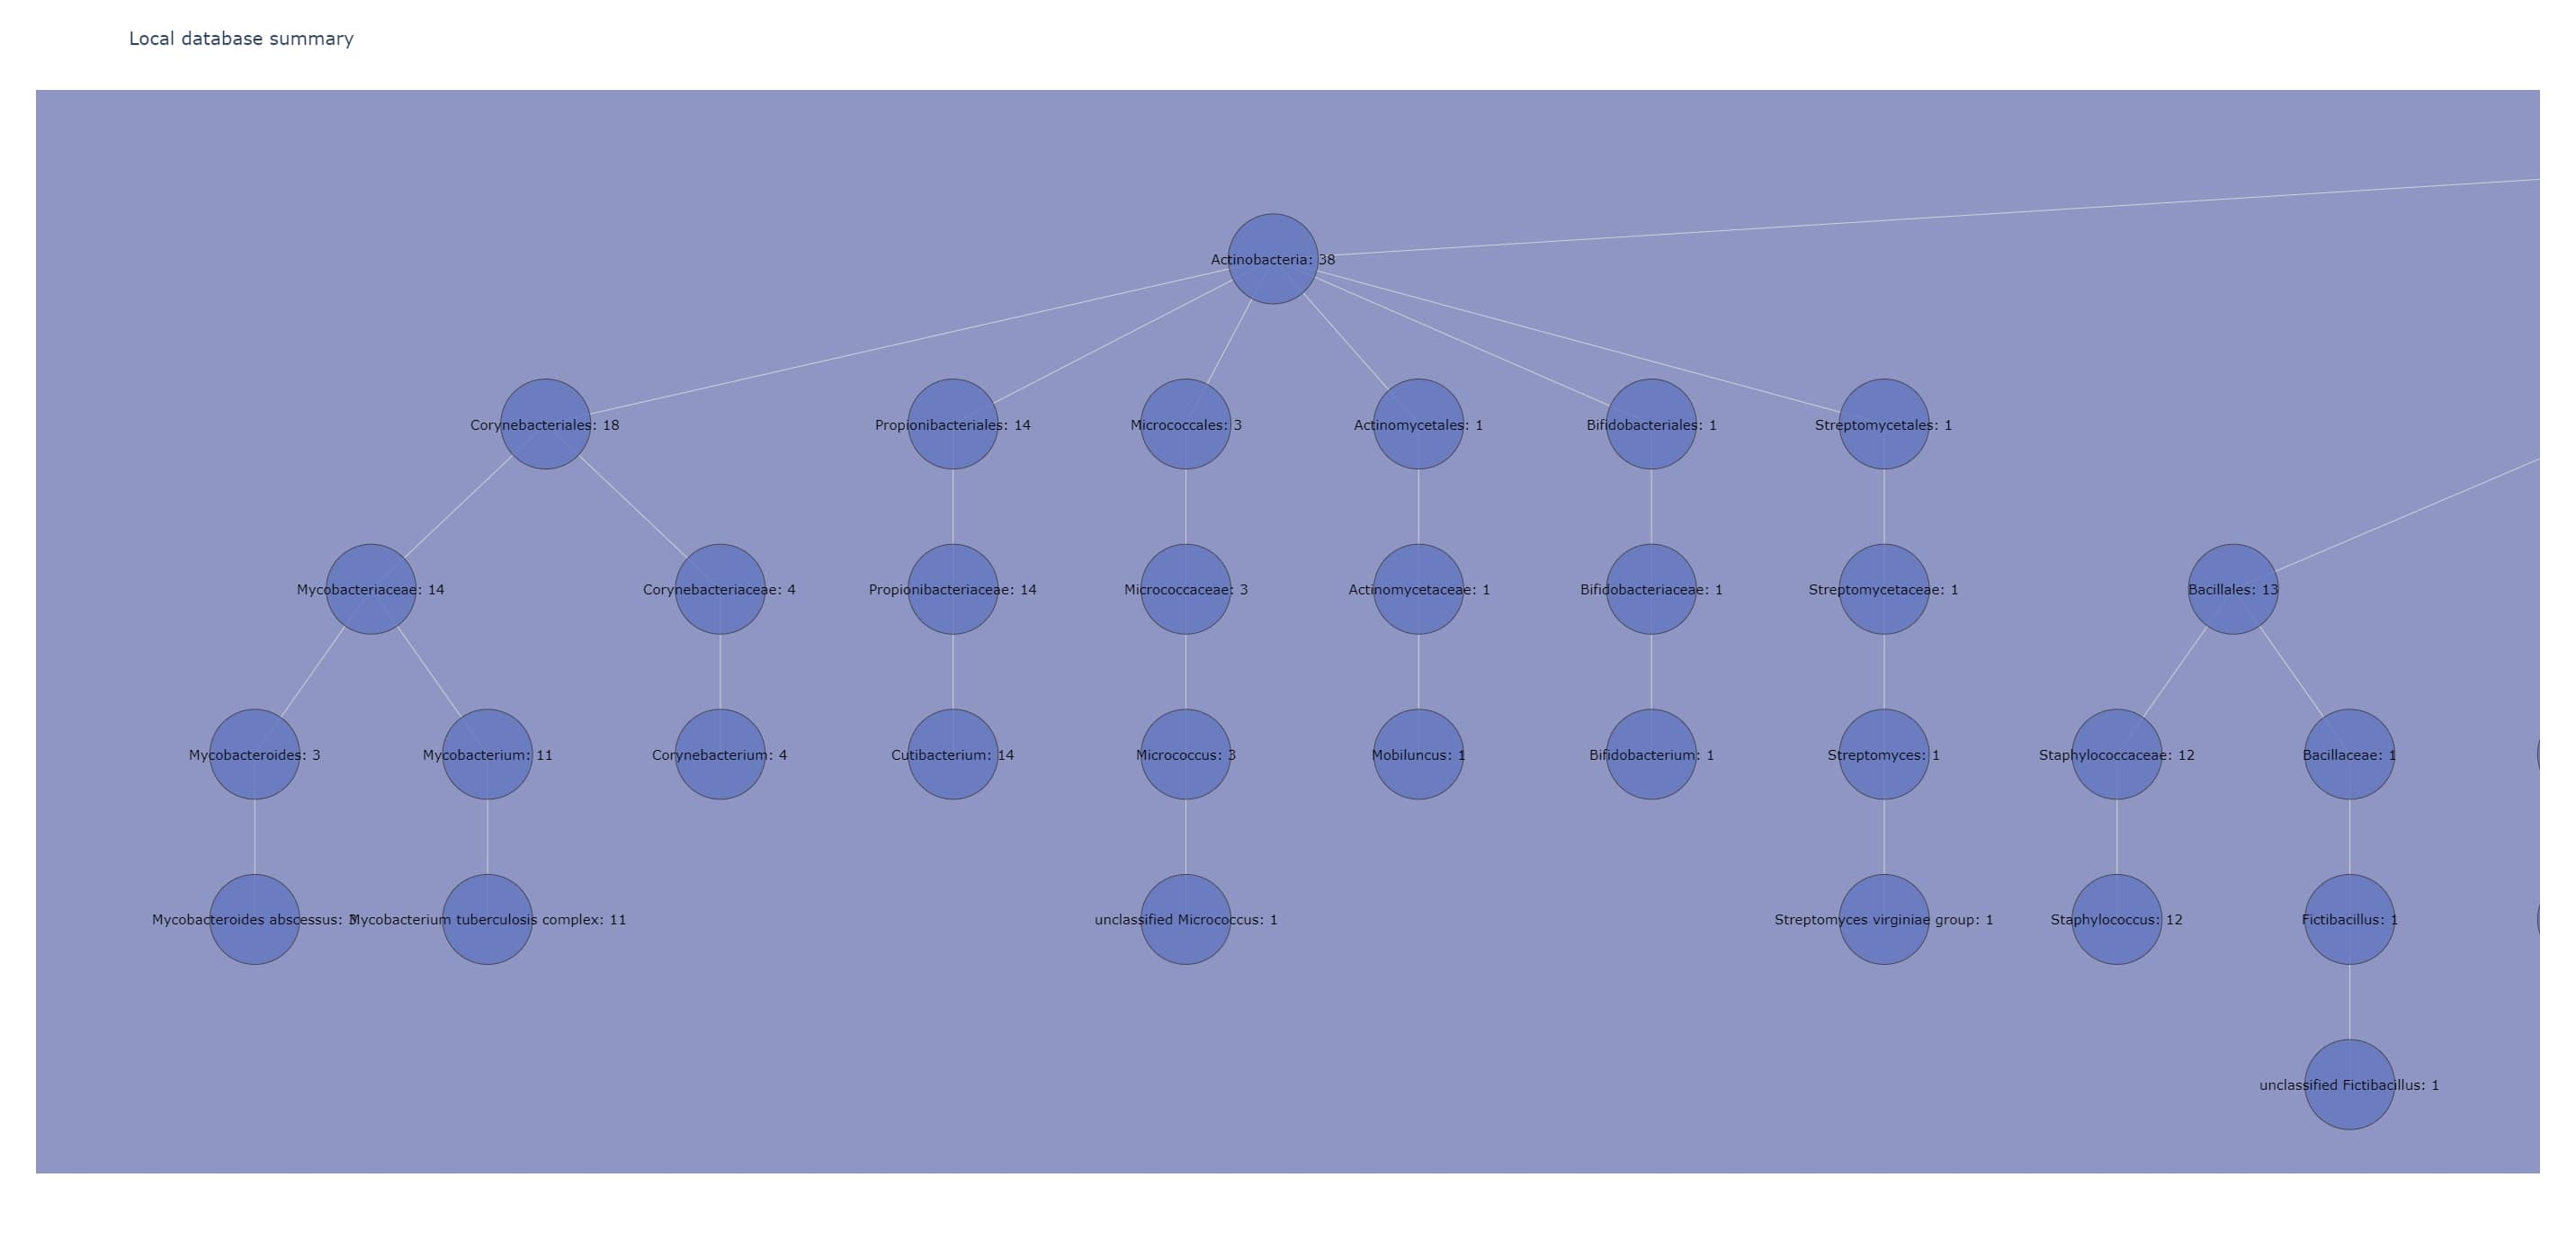 Local database summary
Actinobacteria: 38
Corynebacteriales: 18
Propionibacteriales: 14
Micrococcales: 3
Actinomycetales: 1
Bifidobacteriales: 1
Streptomycetales: 1
Mycobacteriaceae: 14
Corynebacteriaceae: 4
Propionibacteriaceae: 14
Micrococcaceae: 3
Actinomycetaceae: 1
Bifidobacteriaceae: 1
Streptomycetaceae: 1
Bacillales: 13
Mycobacteroides: 3
Mycobacterium: 11
Corynebacterium: 4
Cutibacterium: 14
Micrococcus: 3
Mobiluncus: 1
Bifidobacterium: 1
Streptomyces: 1
Staphylococcaceae: 12
Bacillaceae: 1
Mycobacteroides abscessus: 3
Mycobacterium tuberculosis complex: 11
unclassified Micrococcus: 1
Streptomyces virginiae group: 1
Staphylococcus: 12
Fictibacillus: 1
unclassified Fictibacillus: 1